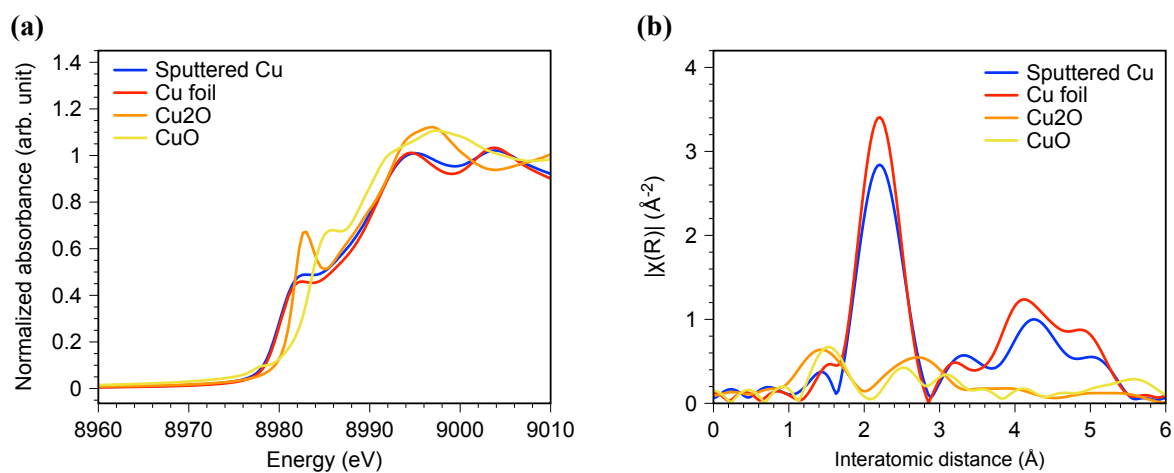 (a)
Normalized absorbance (arb. unit)
1.4
1.2
1
0.8
0.6
0.4
0.2
0
Sputtered Cu
Cu foil
Cu2O
CuO
8960 8970 8980 8990 9000 9010
Energy (eV)
(b)
|χ(R)| (Å-2)
4
3
2
1
0
Sputtered Cu
Cu foil
Cu2O
CuO
0 1 2 3 4 5 6
Interatomic distance (Å)